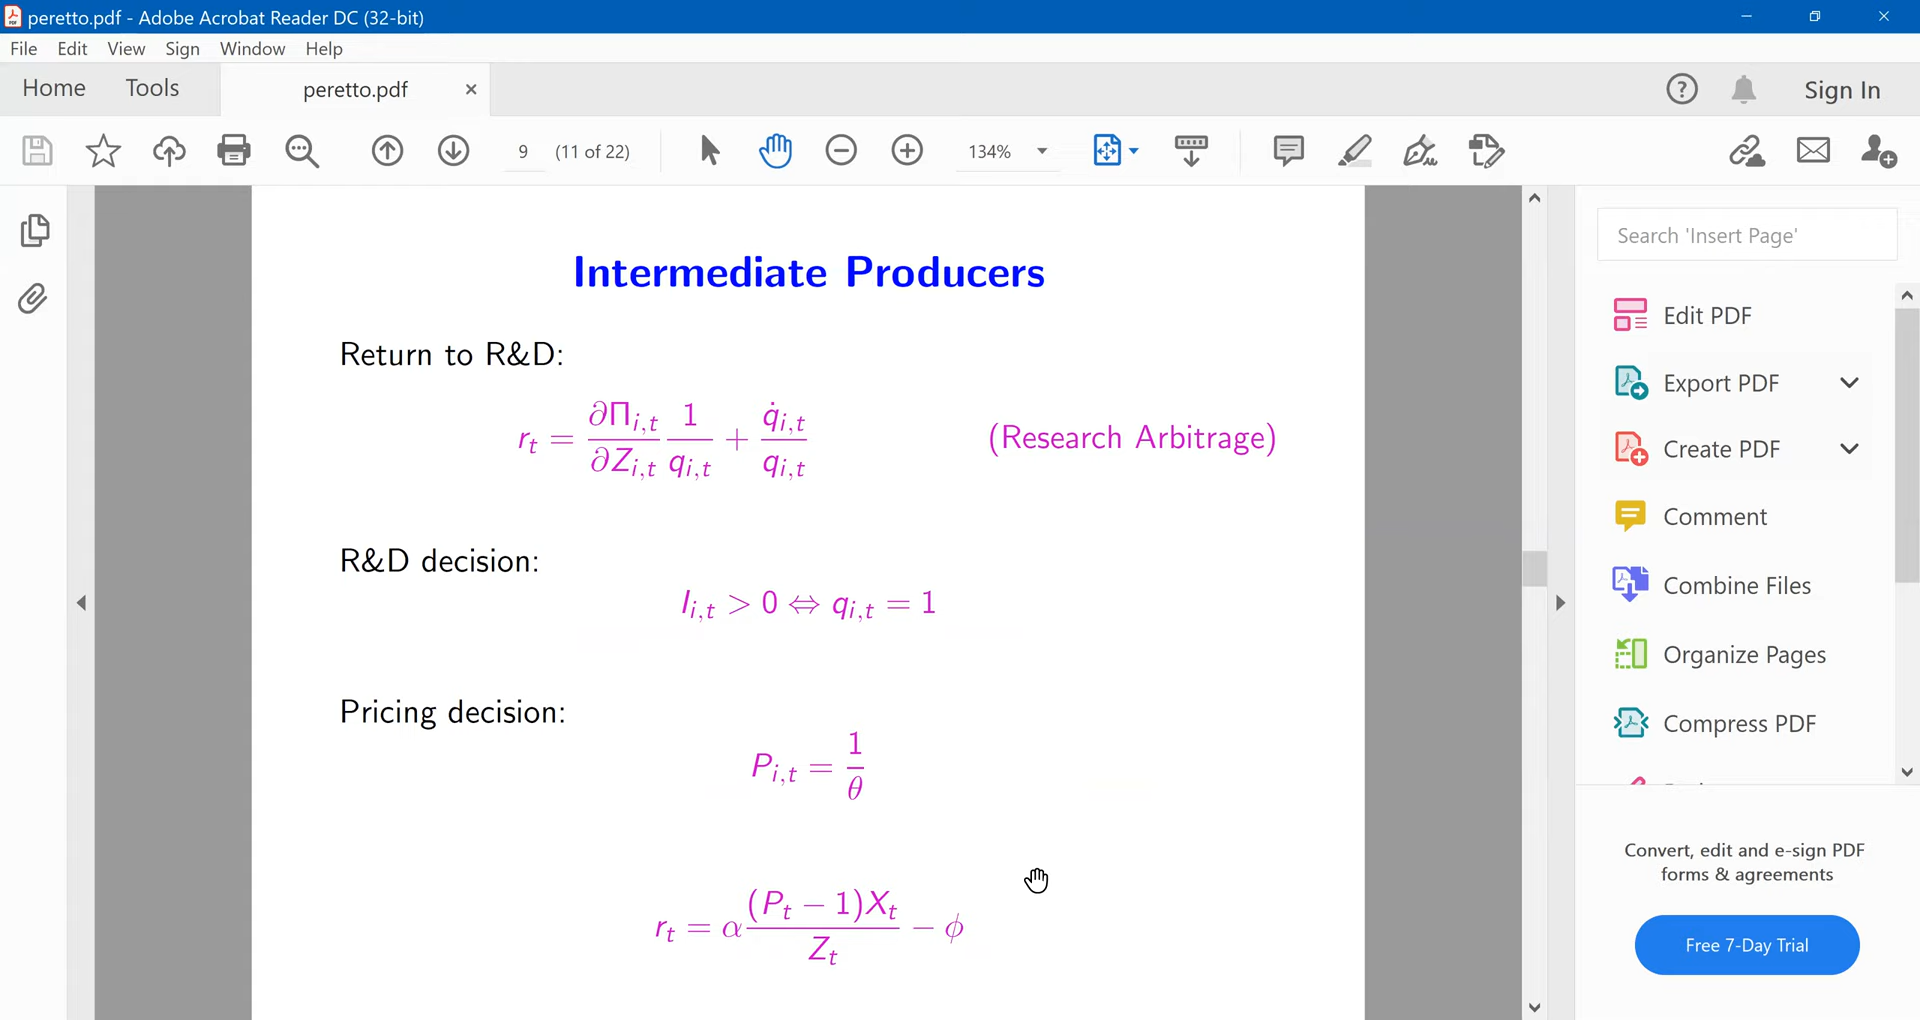 peretto.pdf - Adobe Acrobat Reader DC (32-bit)
File Edit View Sign Window Help
Home Tools peretto.pdf × Sign In
9 (11 of 22) 134%
Search 'Insert Page'
Intermediate Producers
Return to R&D:
r_t = ∂Π_{i,t}/∂Z_{i,t} 1/q_{i,t} + q̇_{i,t}/q_{i,t} (Research Arbitrage)
R&D decision:
I_{i,t} > 0 ⇔ q_{i,t} = 1
Pricing decision:
P_{i,t} = 1/θ
r_t = α (P_t − 1)X_t / Z_t − ϕ
Edit PDF
Export PDF
Create PDF
Comment
Combine Files
Organize Pages
Compress PDF
Convert, edit and e-sign PDF
forms & agreements
Free 7-Day Trial